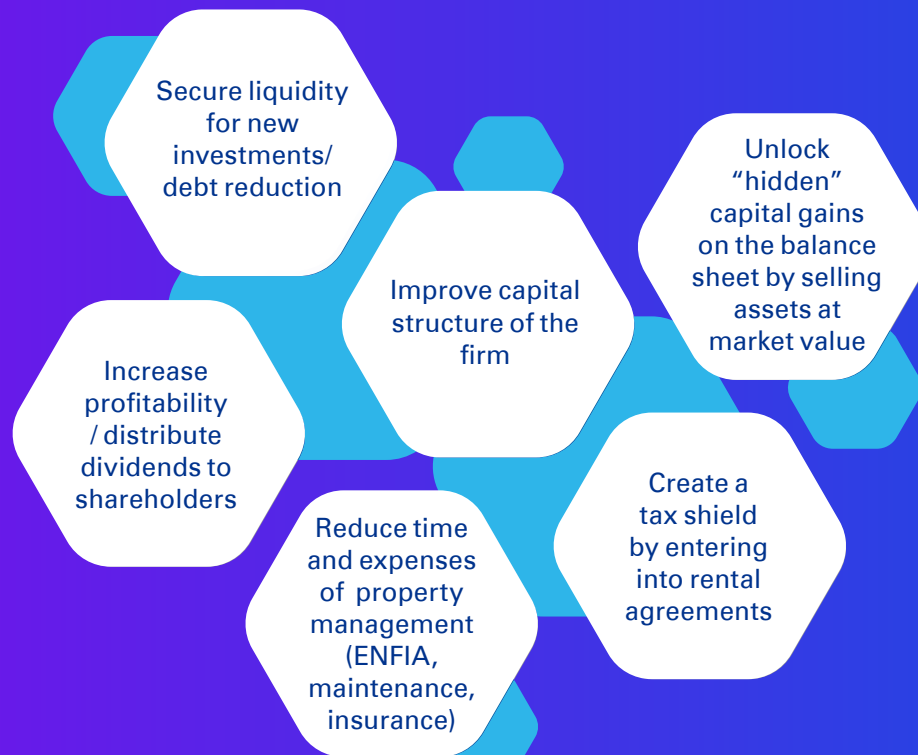 Secure liquidity
for new
investments/
debt reduction
Unlock
“hidden”
capital gains
on the balance
sheet by selling
assets at
market value
Improve capital
structure of the
firm
Increase
profitability
/ distribute
dividends to
shareholders
Create a
tax shield
by entering
into rental
agreements
Reduce time
and expenses
of property
management
(ENFIA,
maintenance,
insurance)